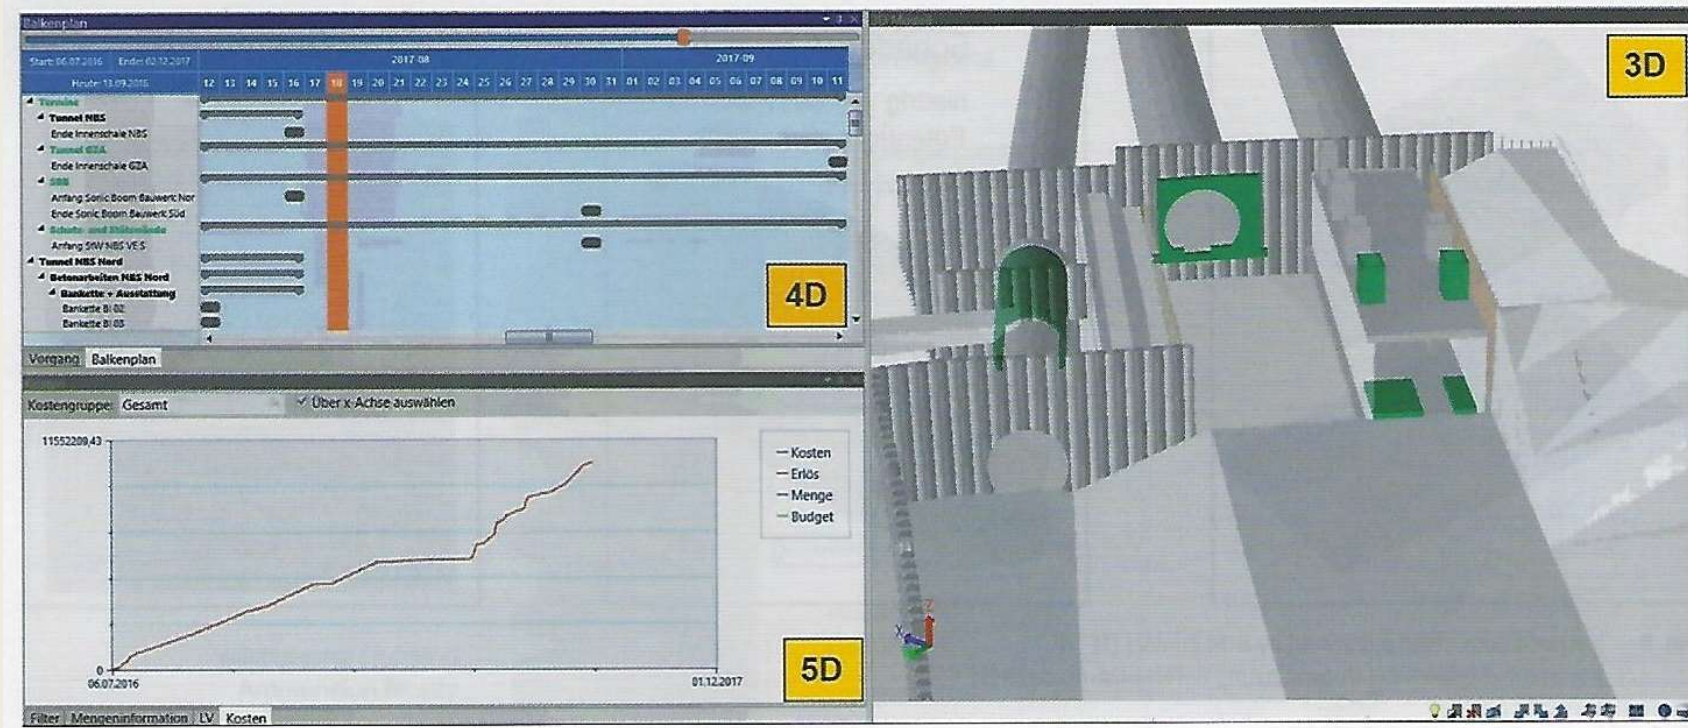 Balkenplan
Start: 06.07.2016 Ende: 02.12.2017
2017-08
2017-09
Heute: 13.09.2016
12 13 14 15 16 17 18 19 20 21 22 23 24 25 26 27 28 29 30 31 01 02 03 04 05 06 07 08 09 10 11
Termine
Tunnel NBS
Ende Innenschale NBS
Tunnel GZA
Ende Innenschale GZA
SBB
Anfang Sonic Boom Bauwerk Nor
Ende Sonic Boom Bauwerk Süd
Schutz- und Stützwände
Anfang StW NBS VE S
Tunnel NBS Nord
Betonarbeiten NBS Nord
Bankette + Ausstattung
Bankette Bl 02
Bankette Bl 03
4D
Vorgang Balkenplan
Kostengruppe: Gesamt
Über x-Achse auswählen
11552209,43
0
06.07.2016
01.12.2017
Kosten
Erlös
Menge
Budget
5D
Filter Mengeninformation LV Kosten
3D
X
Z